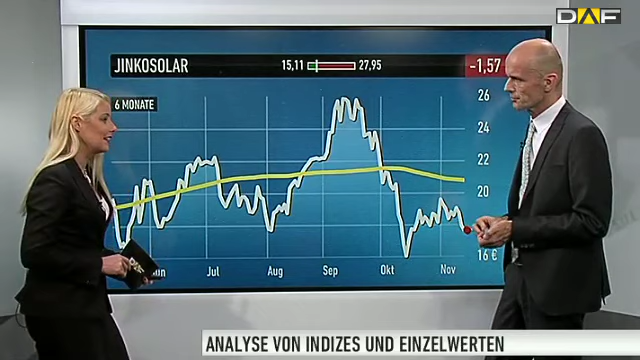 DAF
JINKOSOLAR 15,11 27,95 -1,57
6 MONATE
26
24
22
20
16 €
Jul Aug Sep Okt Nov
ANALYSE VON INDIZES UND EINZELWERTEN